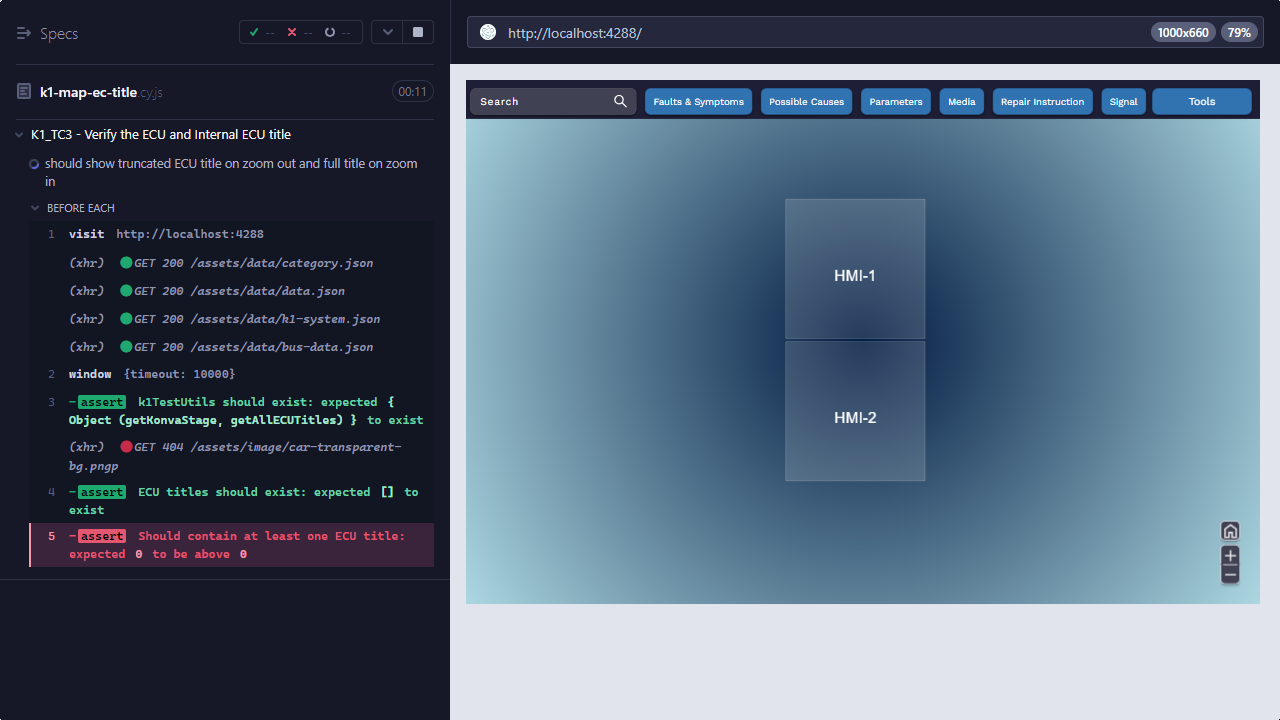 Specs
-- -- --
k1-map-ec-title.cy.js
00:11
K1_TC3 - Verify the ECU and Internal ECU title
should show truncated ECU title on zoom out and full title on zoom
in
BEFORE EACH
1 visit http://localhost:4288
(xhr) GET 200 /assets/data/category.json
(xhr) GET 200 /assets/data/data.json
(xhr) GET 200 /assets/data/k1-system.json
(xhr) GET 200 /assets/data/bus-data.json
2 window {timeout: 10000}
3 -assert k1TestUtils should exist: expected {
Object (getKonvaStage, getAllECUTitles) } to exist
(xhr) GET 404 /assets/image/car-transparent-
bg.pngp
4 -assert ECU titles should exist: expected [] to
exist
5 -assert Should contain at least one ECU title:
expected 0 to be above 0
http://localhost:4288/
1000x660 79%
Search
Faults & Symptoms
Possible Causes
Parameters
Media
Repair Instruction
Signal
Tools
HMI-1
HMI-2